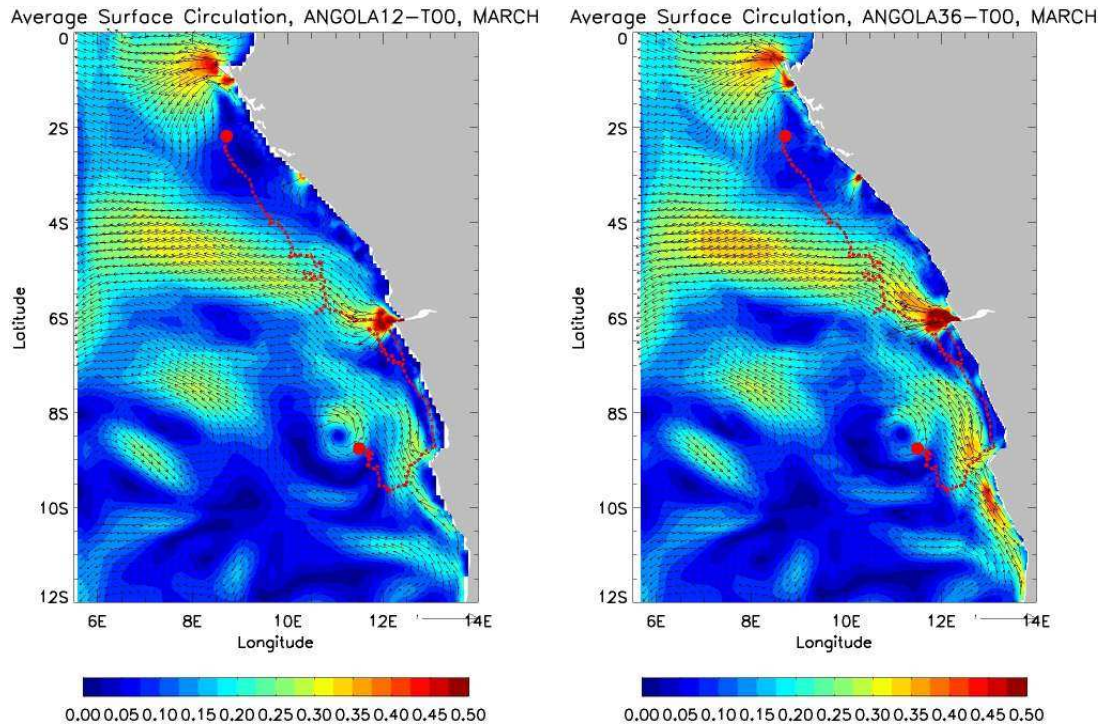 Average Surface Circulation, ANGOLA12-T00, MARCH
0
2S
4S
6S
8S
10S
12S
Latitude
6E 8E 10E 12E 14E
Longitude
0.00 0.05 0.10 0.15 0.20 0.25 0.30 0.35 0.40 0.45 0.50
Average Surface Circulation, ANGOLA36-T00, MARCH
0
2S
4S
6S
8S
10S
12S
Latitude
6E 8E 10E 12E 14E
Longitude
0.00 0.05 0.10 0.15 0.20 0.25 0.30 0.35 0.40 0.45 0.50